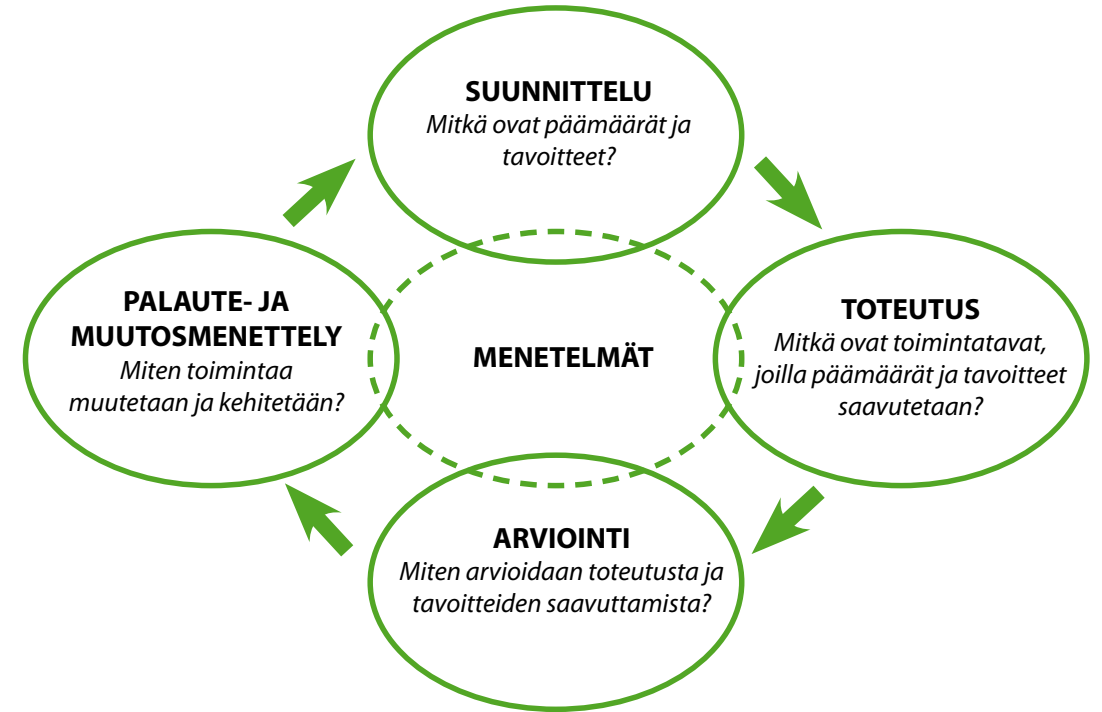 SUUNNITTELU
Mitkä ovat päämäärät ja
tavoitteet?
PALAUTE- JA
MUUTOSMENETTELY
Miten toimintaa
muutetaan ja kehitetään?
MENETELMÄT
TOTEUTUS
Mitkä ovat toimintatavat,
joilla päämäärät ja tavoitteet
saavutetaan?
ARVIOINTI
Miten arvioidaan toteutusta ja
tavoitteiden saavuttamista?